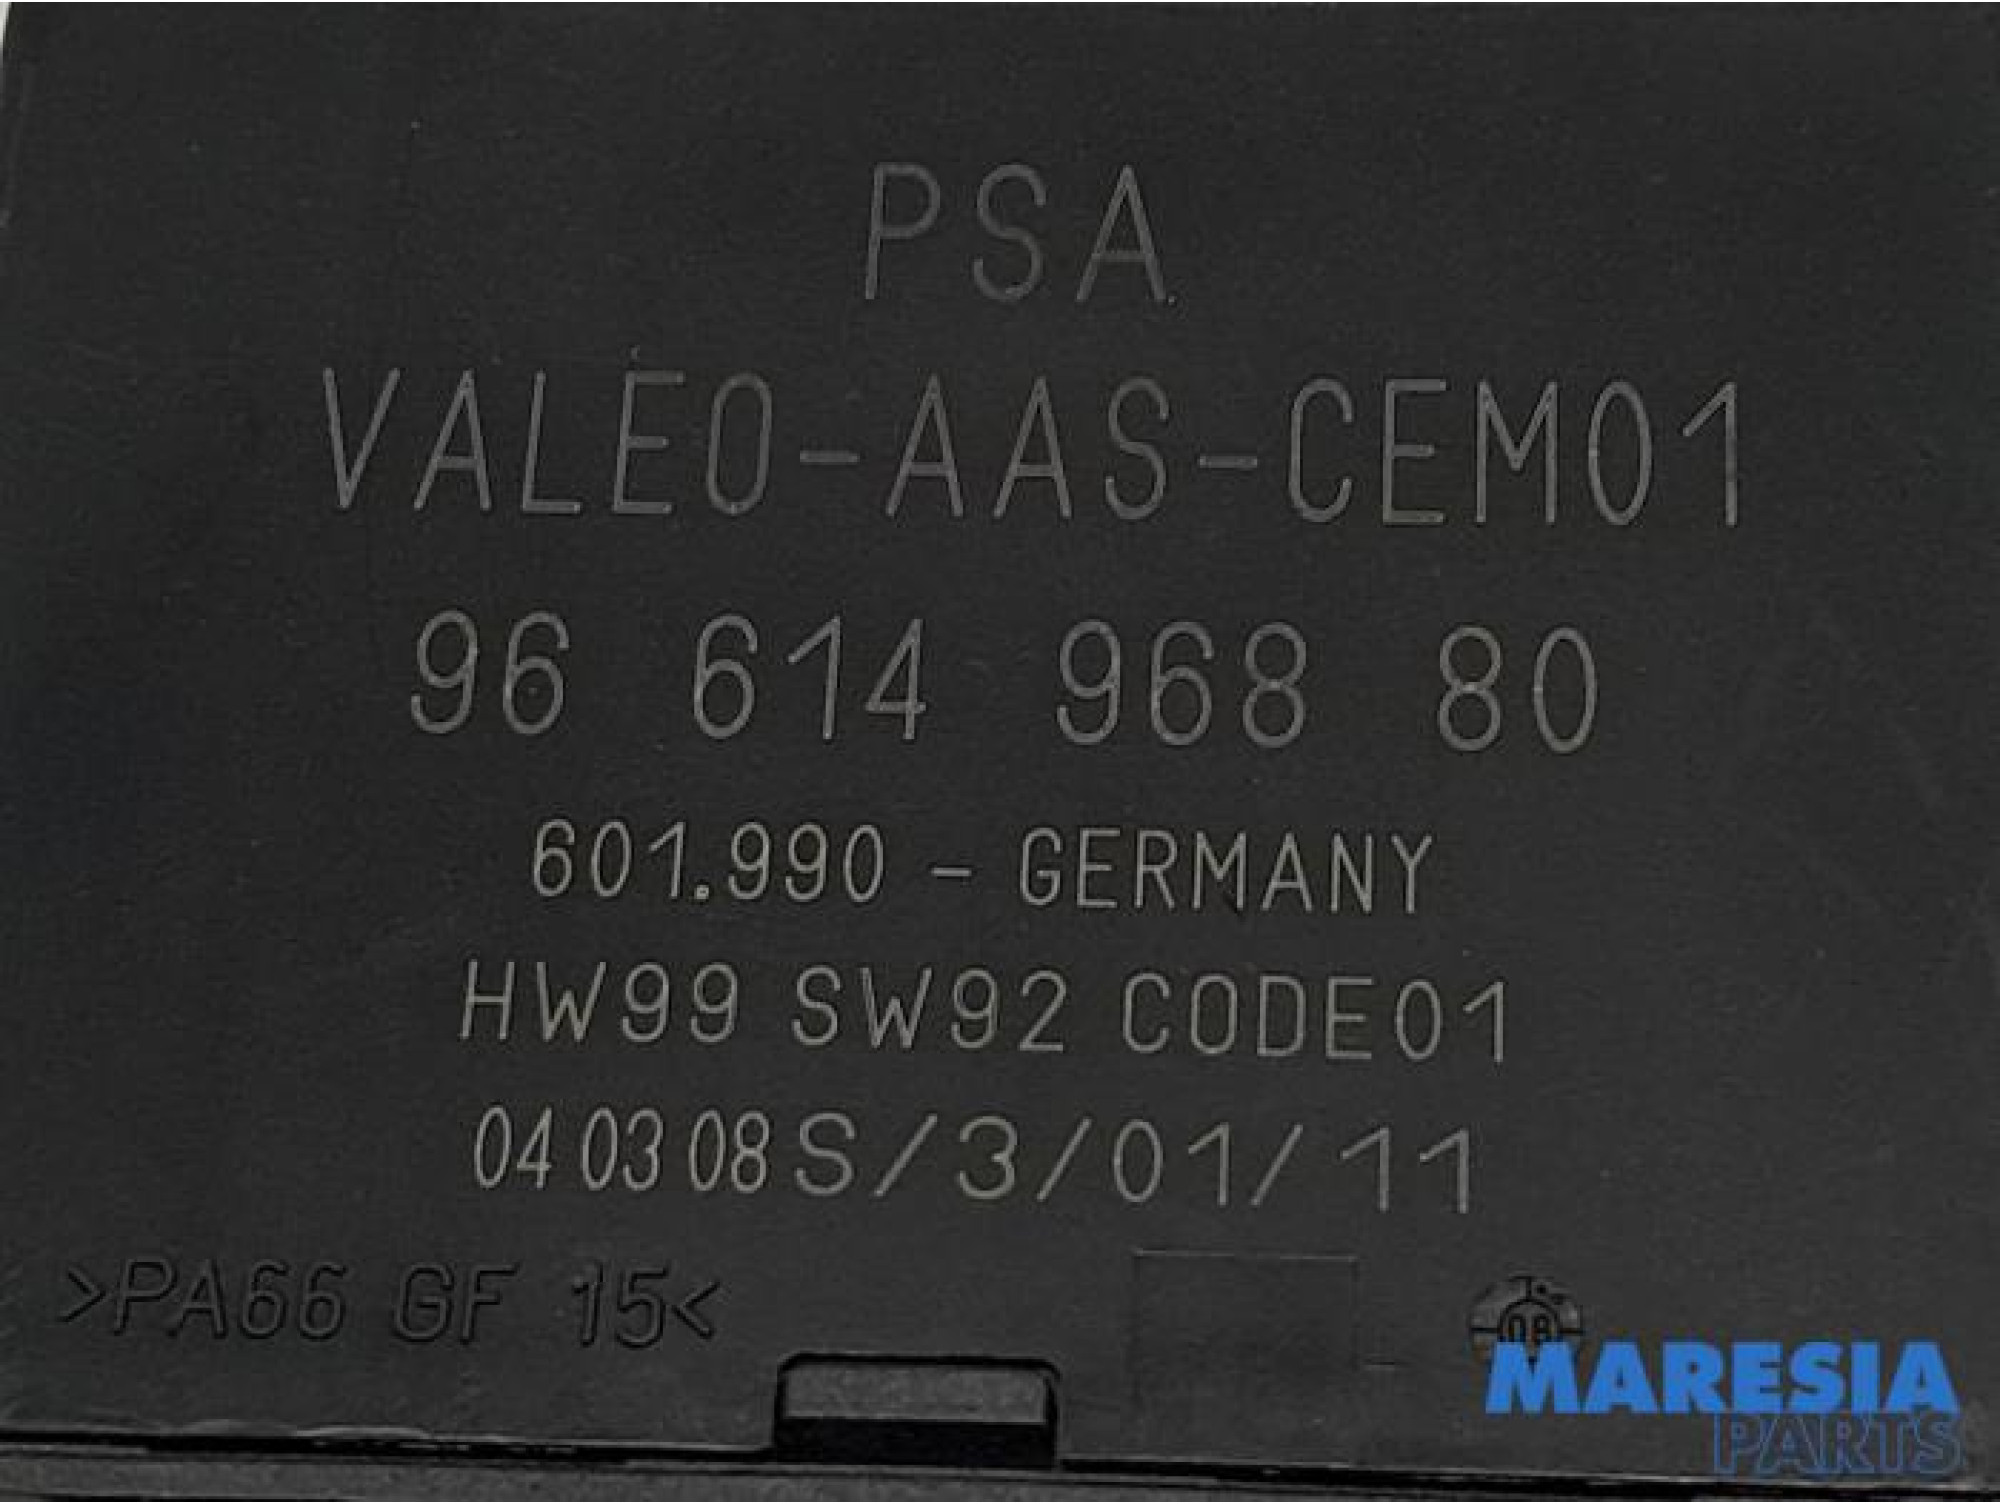 PSA
VALEO-AAS-CEM01
96 614 968 80
601.990 - GERMANY
HW99 SW92 CODE01
04 03 08 S/3/01/11
>PA66 GF 15<
08
MARESIA
PARTS